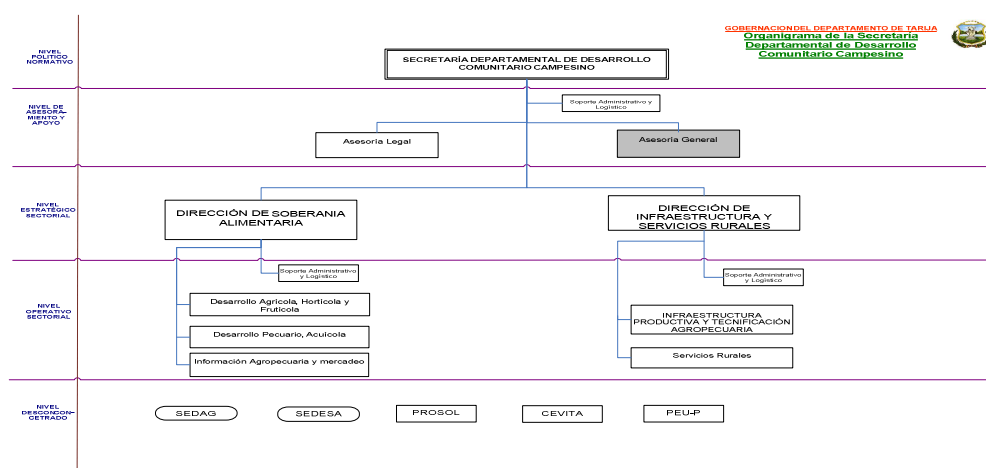 GOBERNACION DEL DEPARTAMENTO DE TARIJA
Organigrama de la Secretaría
Departamental de Desarrollo
Comunitario Campesino
NIVEL
POLITICO
NORMATIVO
SECRETARÍA DEPARTAMENTAL DE DESARROLLO
COMUNITARIO CAMPESINO
NIVEL DE
ASESORA-
MIENTO Y
APOYO
Soporte Administrativo y
Logístico
Asesoría Legal
Asesoría General
NIVEL
ESTRATÉGICO
SECTORIAL
DIRECCIÓN DE SOBERANIA
ALIMENTARIA
DIRECCIÓN DE
INFRAESTRUCTURA Y
SERVICIOS RURALES
NIVEL
OPERATIVO
SECTORIAL
Soporte Administrativo
y Logístico
Soporte Administrativo
y Logístico
Desarrollo Agrícola, Hortícola y
Frutícola
Desarrollo Pecuario, Acuícola
Información Agropecuaria y mercadeo
INFRAESTRUCTURA
PRODUCTIVA Y TECNIFICACIÓN
AGROPECUARIA
Servicios Rurales
NIVEL
DESCONCON-
CETRADO
SEDAG
SEDESA
PROSOL
CEVITA
PEU-P